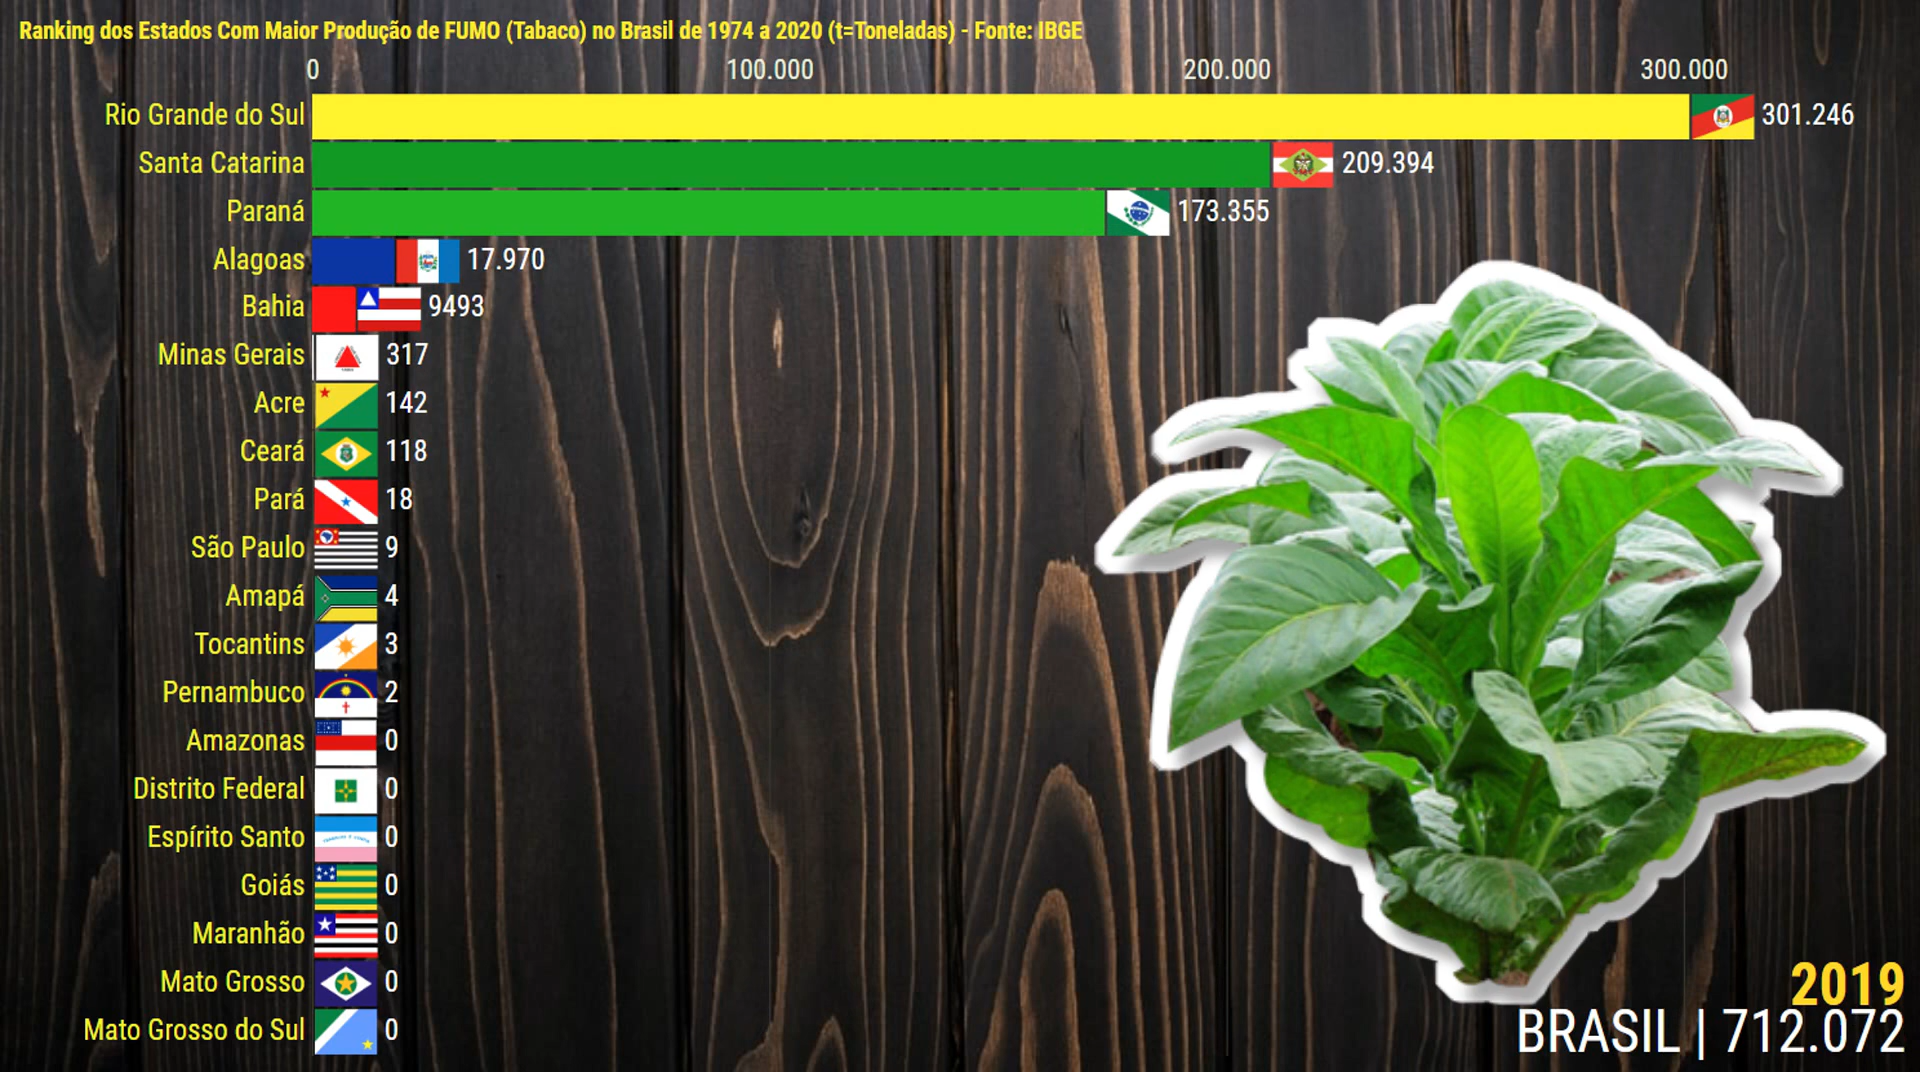 Ranking dos Estados Com Maior Produção de FUMO (Tabaco) no Brasil de 1974 a 2020 (t=Toneladas) - Fonte: IBGE
0 100.000 200.000 300.000
Rio Grande do Sul 301.246
Santa Catarina 209.394
Paraná 173.355
Alagoas 17.970
Bahia 9493
Minas Gerais 317
Acre 142
Ceará 118
Pará 18
São Paulo 9
Amapá 4
Tocantins 3
Pernambuco 2
Amazonas 0
Distrito Federal 0
Espírito Santo 0
Goiás 0
Maranhão 0
Mato Grosso 0
Mato Grosso do Sul 0
2019
BRASIL | 712.072